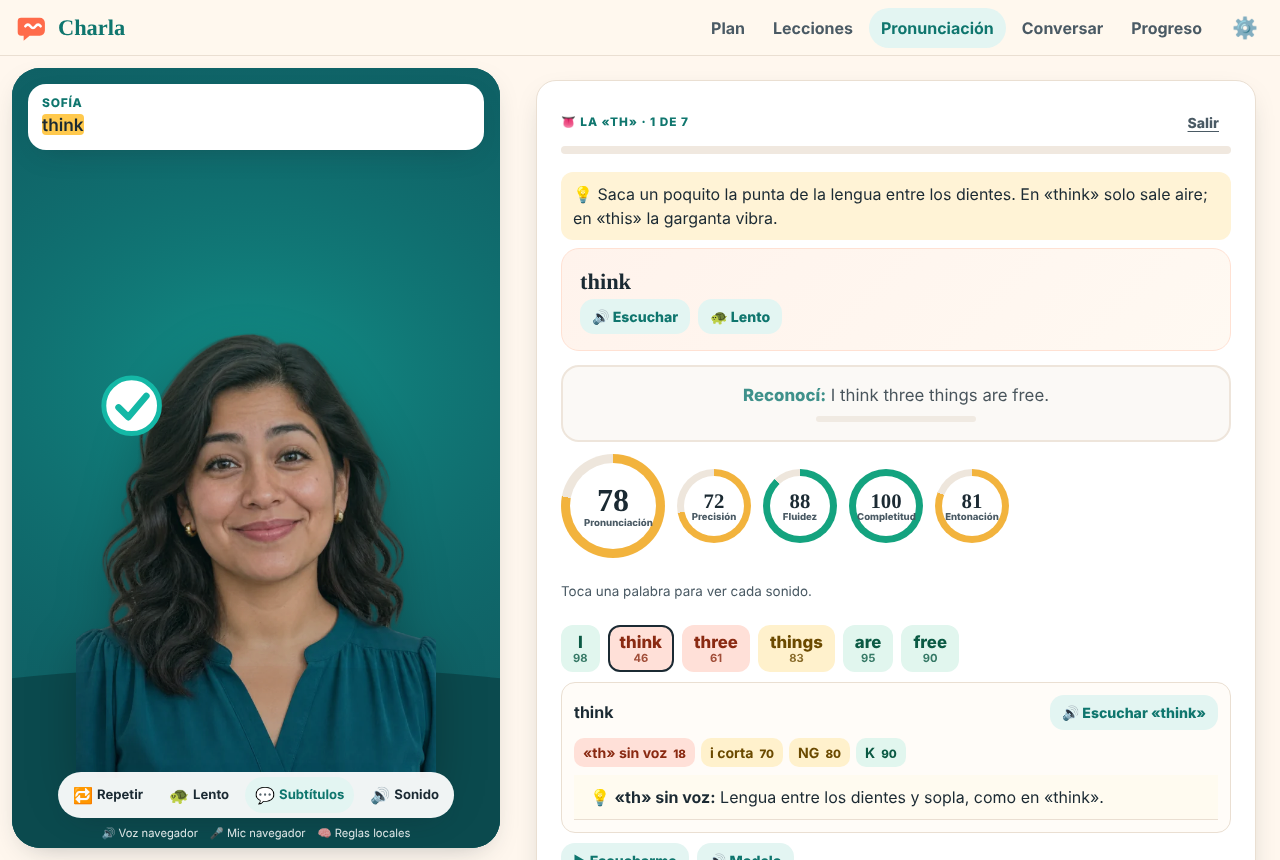 Charla
Plan
Lecciones
Pronunciación
Conversar
Progreso
SOFÍA
think
🔁 Repetir
🐢 Lento
💬 Subtítulos
🔊 Sonido
🔊 Voz navegador
🎤 Mic navegador
🧠 Reglas locales
👅 LA «TH» · 1 DE 7
Salir
💡 Saca un poquito la punta de la lengua entre los dientes. En «think» solo sale aire;
en «this» la garganta vibra.
think
🔊 Escuchar
🐢 Lento
Reconocí: I think three things are free.
78
Pronunciación
72
Precisión
88
Fluidez
100
Completitud
81
Entonación
Toca una palabra para ver cada sonido.
I
98
think
46
three
61
things
83
are
95
free
90
think
🔊 Escuchar «think»
«th» sin voz 18
i corta 70
NG 80
K 90
💡 «th» sin voz: Lengua entre los dientes y sopla, como en «think».
▶ Escucharme
🔊 Modelo